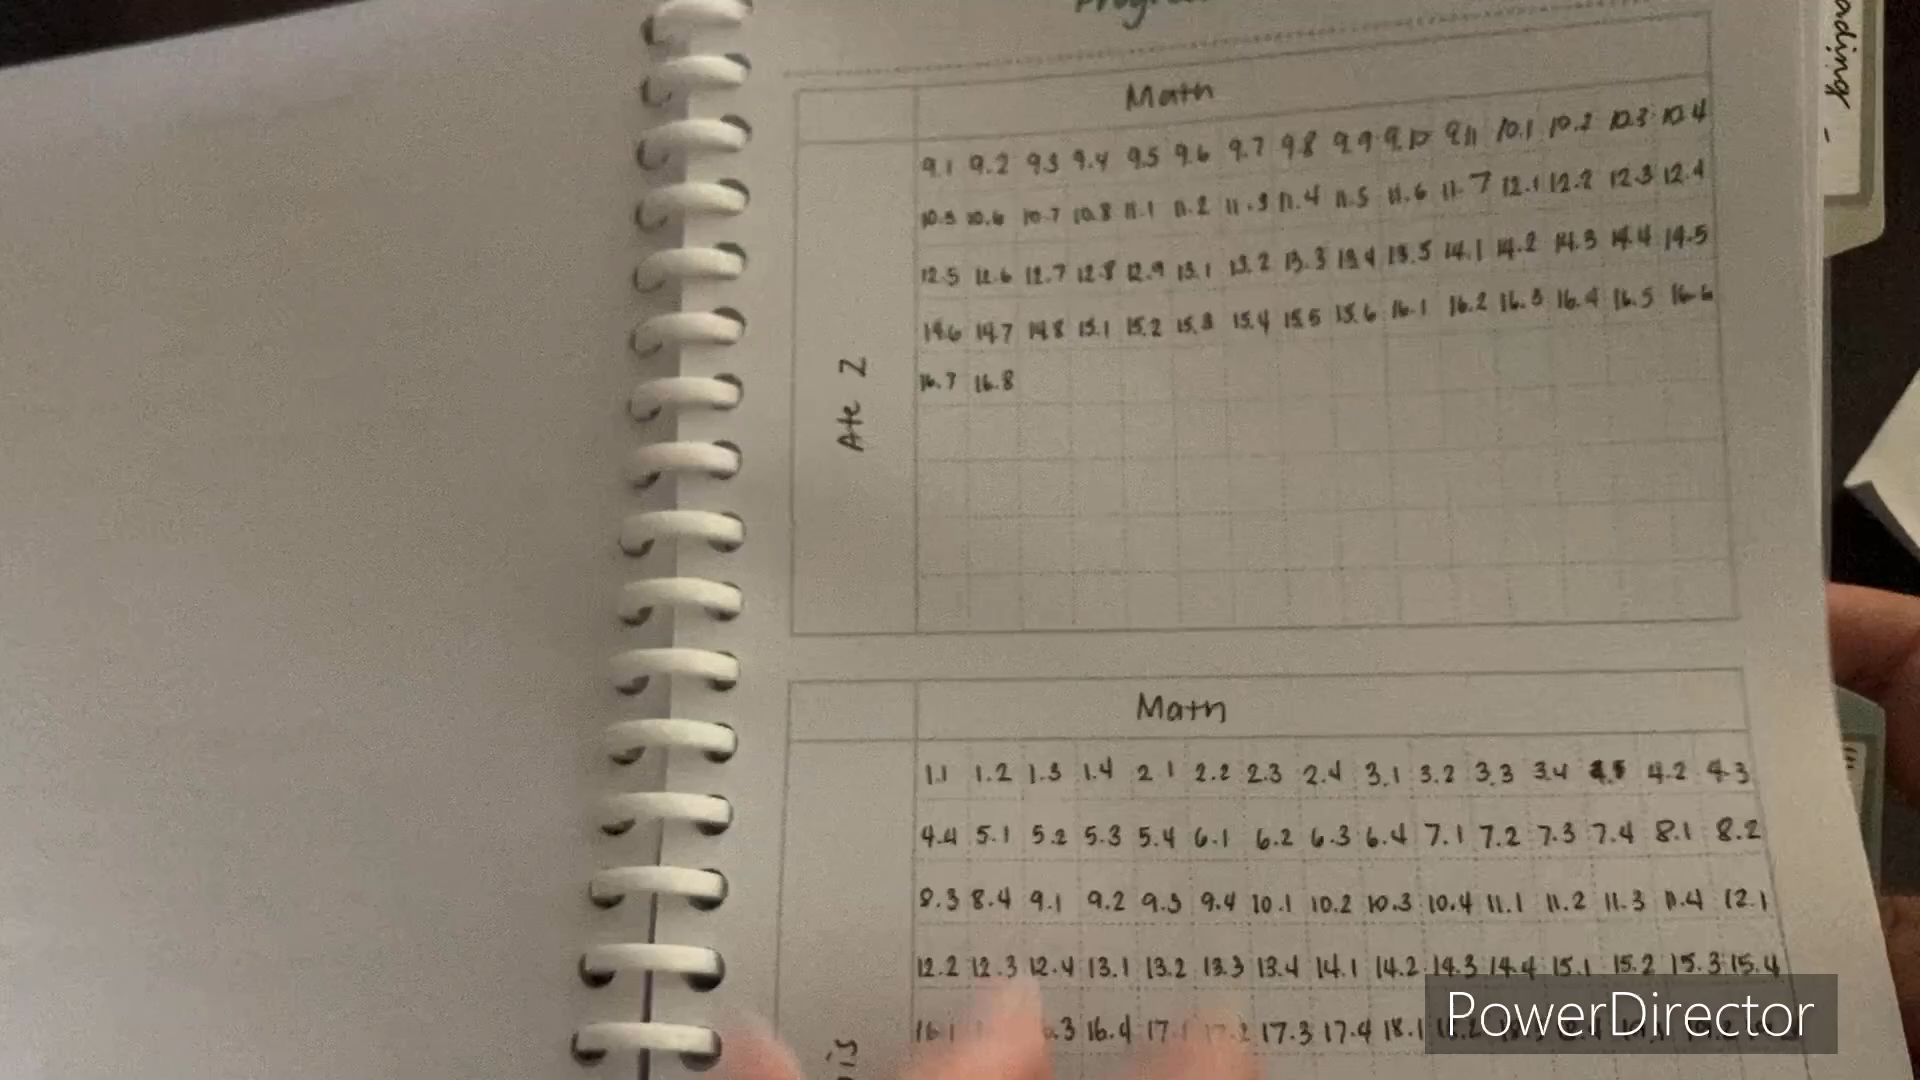 Math
9.1 9.2 9.3 9.4 9.5 9.6 9.7 9.8 9.9 9.10 9.11 10.1 10.2 10.3 10.4
10.5 10.6 10.7 10.8 11.1 11.2 11.3 11.4 11.5 11.6 11.7 12.1 12.2 12.3 12.4
12.5 12.6 12.7 12.8 12.9 13.1 13.2 13.3 13.4 13.5 14.1 14.2 14.3 14.4 14.5
14.6 14.7 14.8 15.1 15.2 15.3 15.4 15.5 15.6 16.1 16.2 16.3 16.4 16.5 16.6
16.7 16.8
Ate Z
Math
1.1 1.2 1.3 1.4 2.1 2.2 2.3 2.4 3.1 3.2 3.3 3.4 4.2 4.3
4.4 5.1 5.2 5.3 5.4 6.1 6.2 6.3 6.4 7.1 7.2 7.3 7.4 8.1 8.2
8.3 8.4 9.1 9.2 9.3 9.4 10.1 10.2 10.3 10.4 11.1 11.2 11.3 11.4 12.1
12.2 12.3 12.4 13.1 13.2 13.3 13.4 14.1 14.2 14.3 14.4 15.1 15.2 15.3 15.4
16.1 16.4 17.1 17.2 17.3 17.4 18.1
PowerDirector